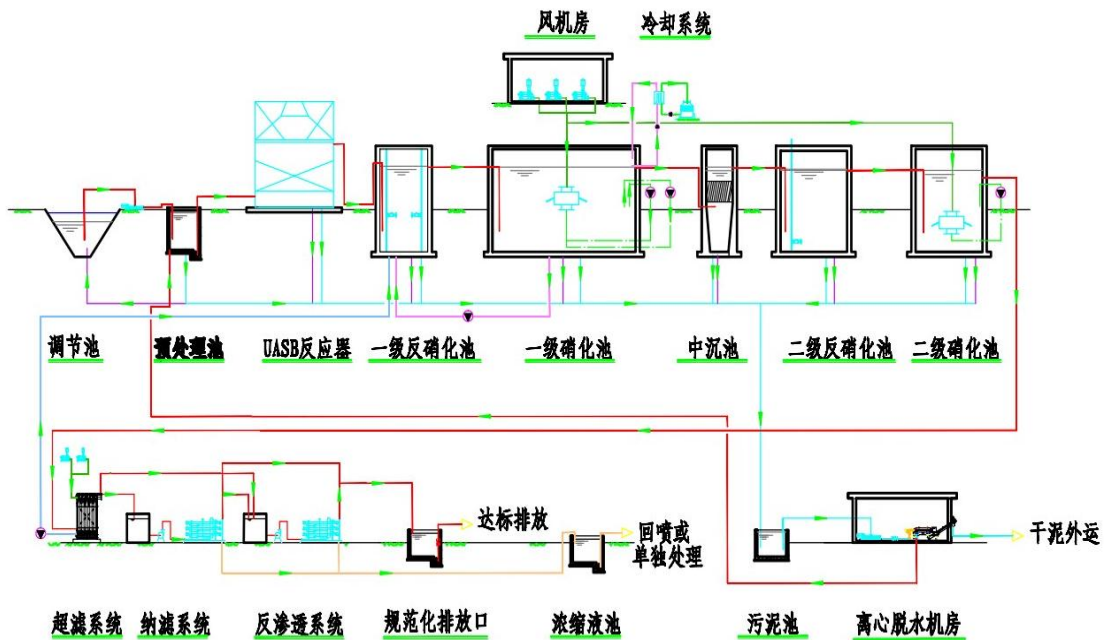 风机房
冷却系统
调节池
预处理池
UASB反应器
一级反硝化池
一级硝化池
中沉池
二级反硝化池
二级硝化池
达标排放
回喷或
单独处理
干泥外运
超滤系统
纳滤系统
反渗透系统
规范化排放口
浓缩液池
污泥池
离心脱水机房